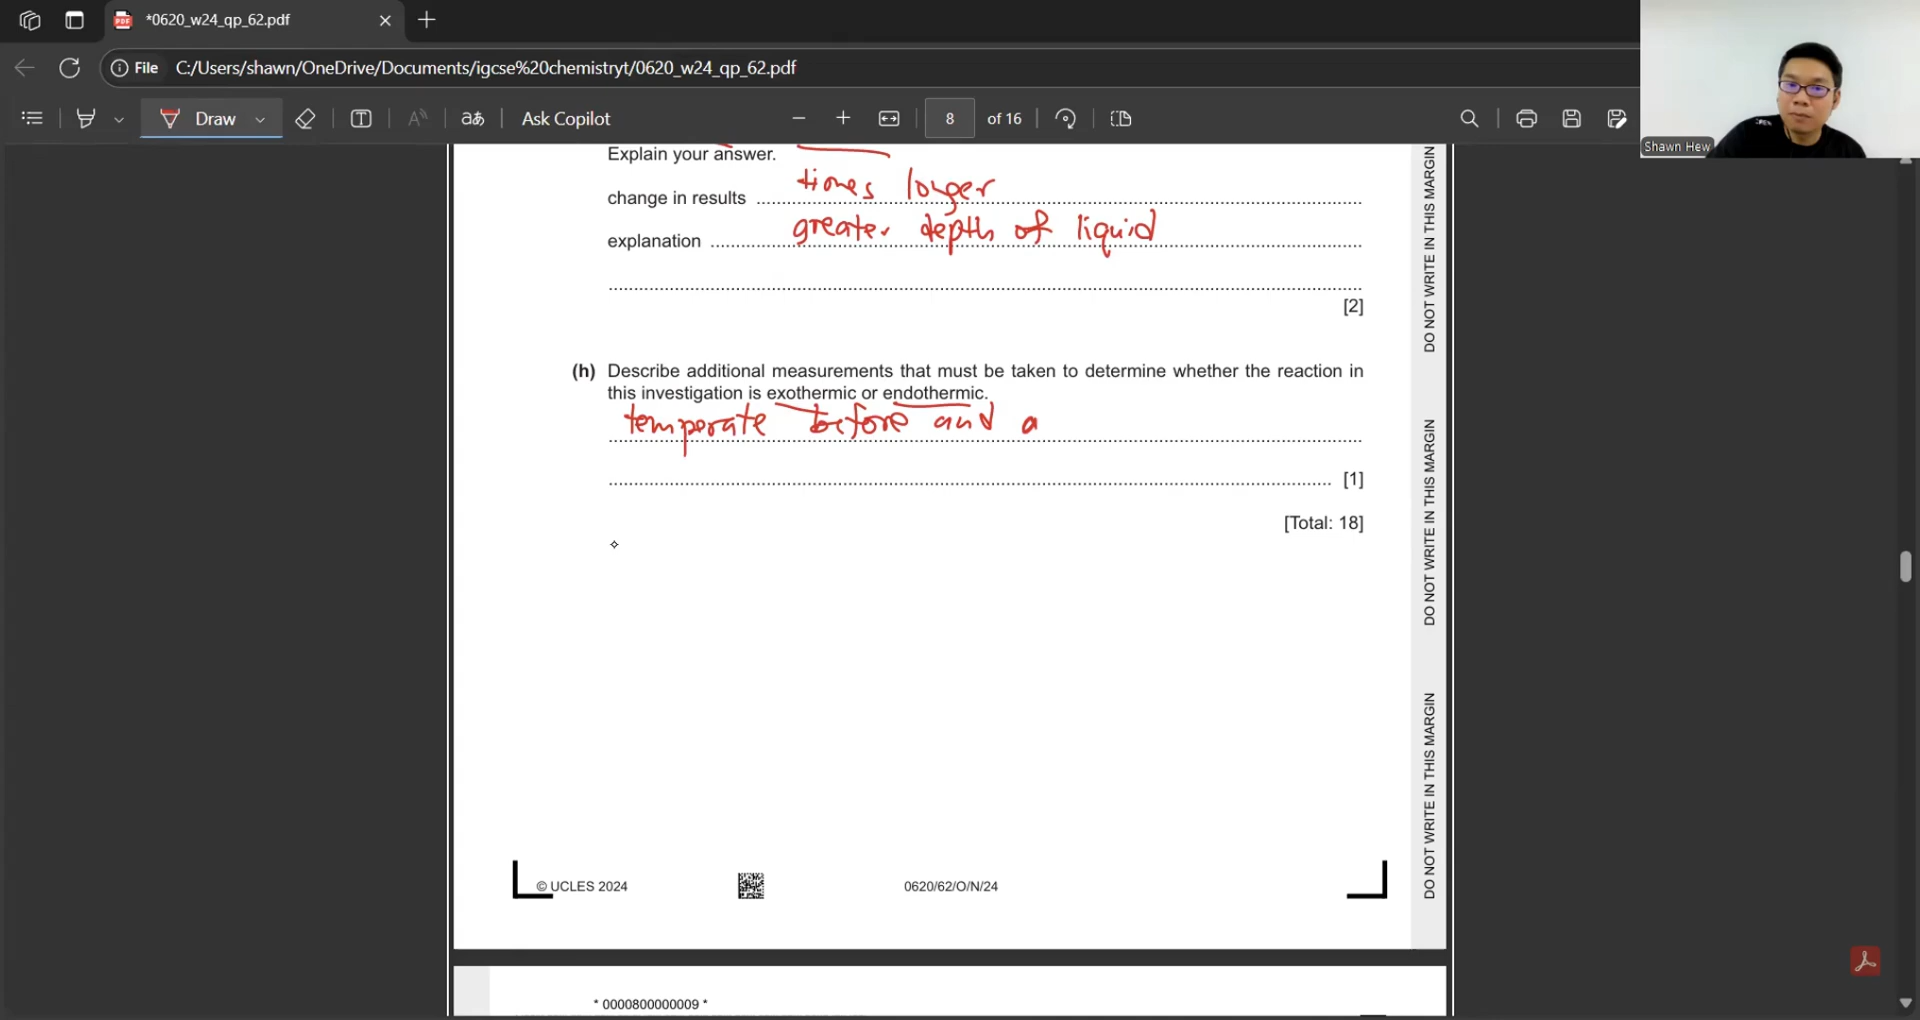 *0620_w24_qp_62.pdf
File C:/Users/shawn/OneDrive/Documents/igcse%20chemistryt/0620_w24_qp_62.pdf
Draw aあ Ask Copilot 8 of 16
Shawn Hew
Explain your answer.
change in results times longer
explanation greater depth of liquid
[2]
(h) Describe additional measurements that must be taken to determine whether the reaction in
this investigation is exothermic or endothermic.
temperate before and a
[1]
[Total: 18]
© UCLES 2024 0620/62/O/N/24
DO NOT WRITE IN THIS MARGIN
DO NOT WRITE IN THIS MARGIN
DO NOT WRITE IN THIS MARGIN
* 0000800000009 *